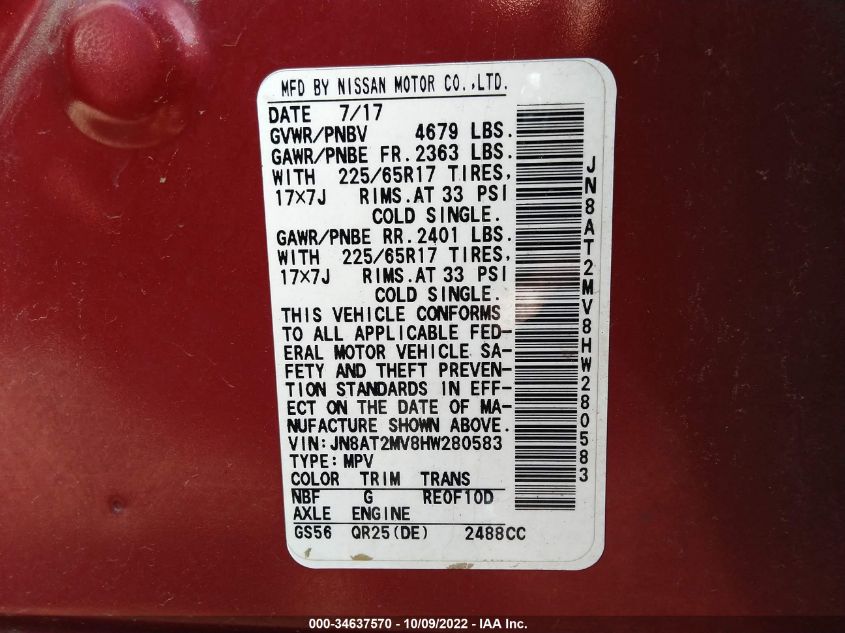 MFD BY NISSAN MOTOR CO.,LTD.
DATE 7/17
GVWR/PNBV 4679 LBS.
GAWR/PNBE FR.2363 LBS.
WITH 225/65R17 TIRES,
17×7J RIMS.AT 33 PSI
COLD SINGLE.
GAWR/PNBE RR.2401 LBS.
WITH 225/65R17 TIRES,
17×7J RIMS.AT 33 PSI
COLD SINGLE.
THIS VEHICLE CONFORMS
TO ALL APPLICABLE FED-
ERAL MOTOR VEHICLE SA-
FETY AND THEFT PREVEN-
TION STANDARDS IN EFF-
ECT ON THE DATE OF MA-
NUFACTURE SHOWN ABOVE.
VIN:JN8AT2MV8HW280583
TYPE:MPV
COLOR TRIM TRANS
NBF G RE0F10D
AXLE ENGINE
GS56 QR25(DE) 2488CC
JN8AT2MV8HW280583
000-34637570 - 10/09/2022 - IAA Inc.